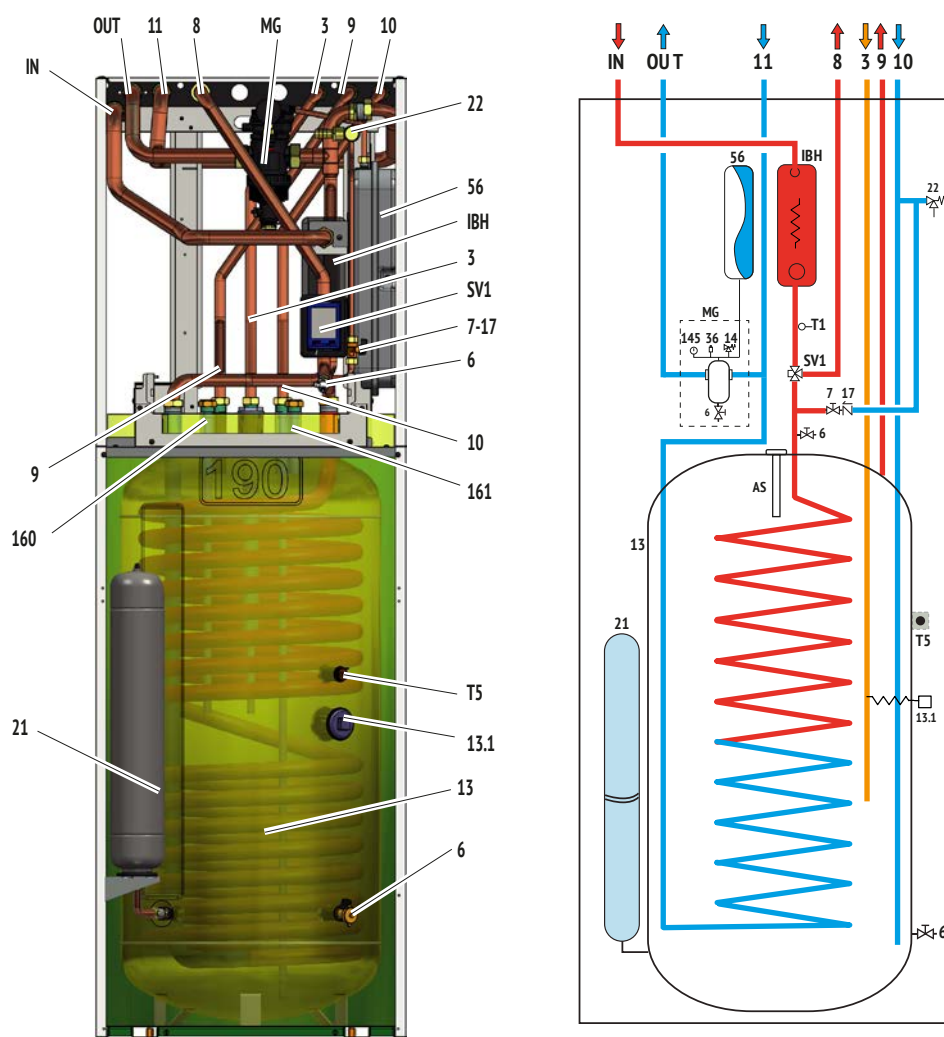 OUT 11 8 MG 3 9 10
IN
22
56
IBH
3
SV1
7-17
6
10
9
161
160
190
T5
21
13.1
13
6
IN OUT 11 8 3 9 10
56 IBH
22
MG
T1
145 36 14
SV1
7 17
6
6
AS
13
21
T5
13.1
6